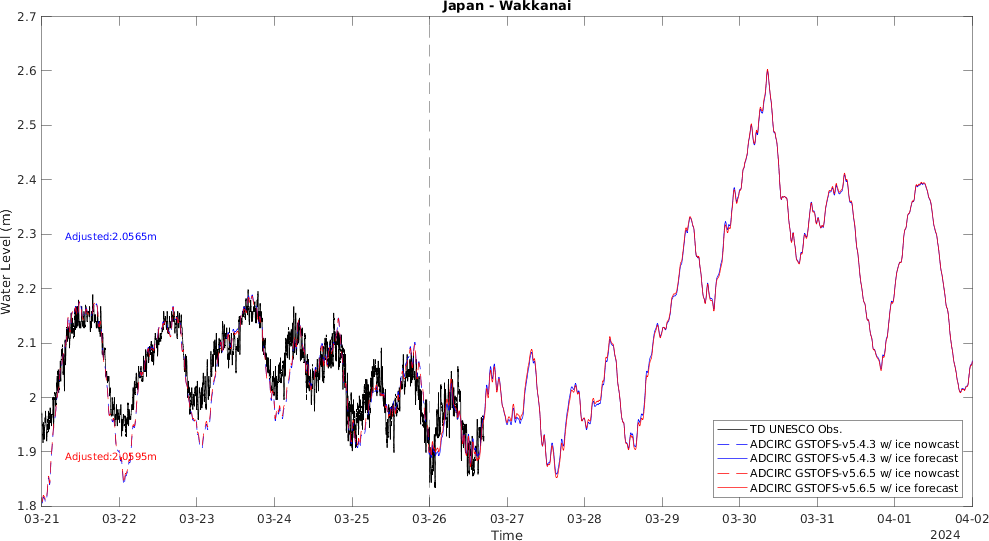 Japan - Wakkanai
2.7
2.6
2.5
2.4
2.3
2.2
2.1
2
1.9
1.8
Water Level (m)
Adjusted:2.0565m
Adjusted:2.0595m
TD UNESCO Obs.
ADCIRC GSTOFS-v5.4.3 w/ ice nowcast
ADCIRC GSTOFS-v5.4.3 w/ ice forecast
ADCIRC GSTOFS-v5.6.5 w/ ice nowcast
ADCIRC GSTOFS-v5.6.5 w/ ice forecast
03-21 03-22 03-23 03-24 03-25 03-26 03-27 03-28 03-29 03-30 03-31 04-01 04-02
Time
2024